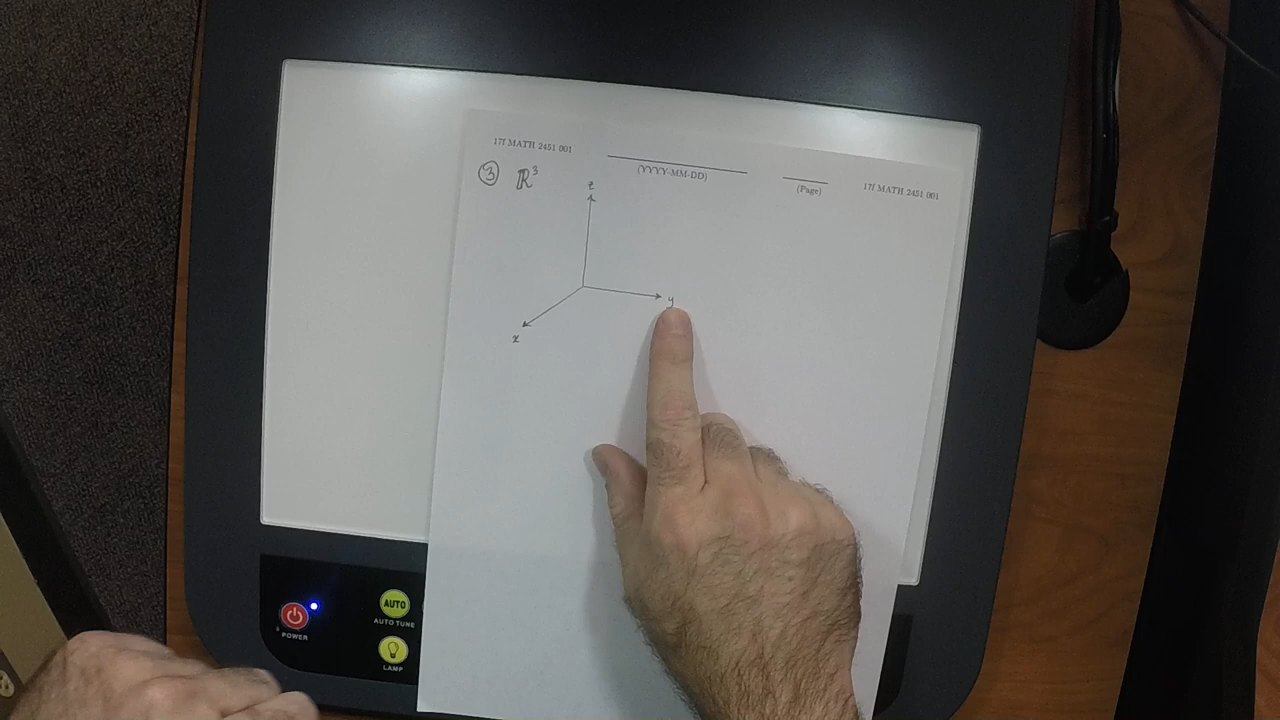 17f MATH 2451 001
(YYYY-MM-DD)
(Page)
17f MATH 2451 001
③ ℝ³
z
y
x
POWER
AUTO
AUTO TUNE
LAMP